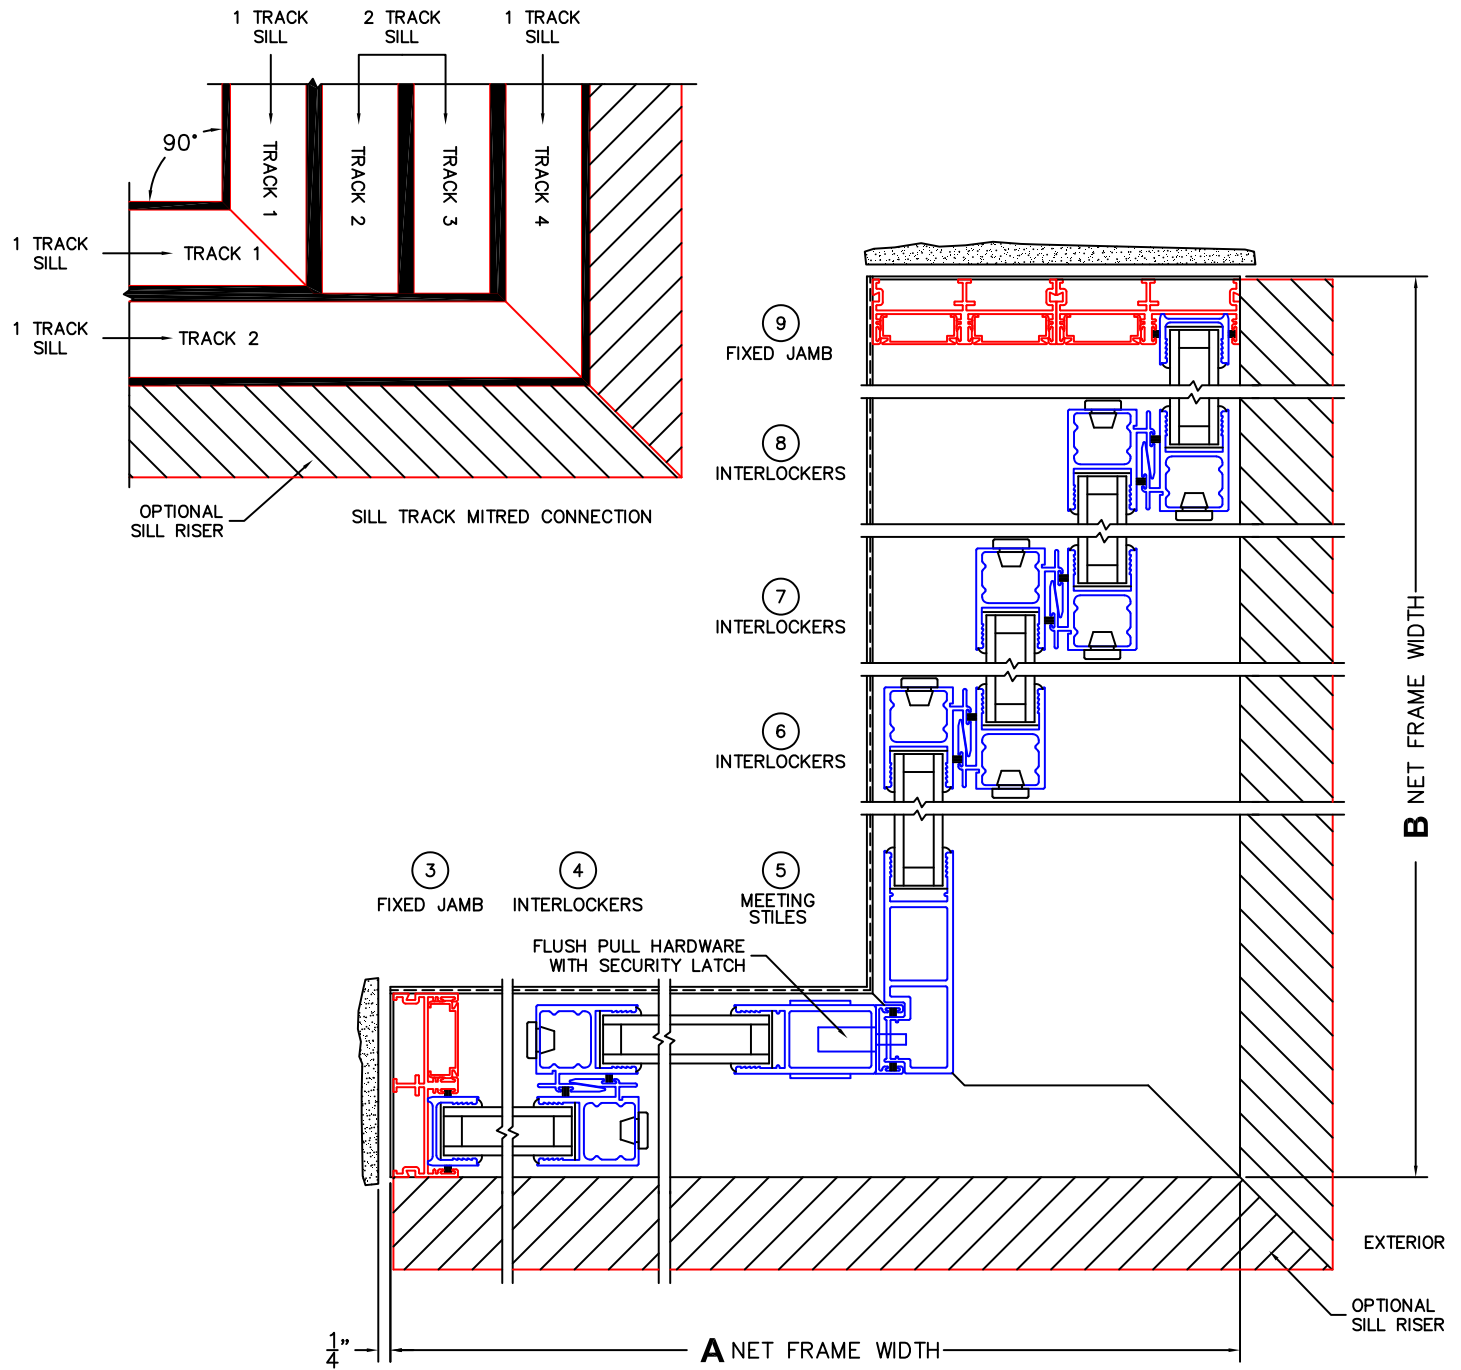 1 TRACK
SILL
2 TRACK
SILL
1 TRACK
SILL
90°
TRACK 1
TRACK 2
TRACK 3
TRACK 4
1 TRACK
SILL
TRACK 1
1 TRACK
SILL
TRACK 2
OPTIONAL
SILL RISER
SILL TRACK MITRED CONNECTION
9
FIXED JAMB
8
INTERLOCKERS
7
INTERLOCKERS
6
INTERLOCKERS
B NET FRAME WIDTH
3
FIXED JAMB
4
INTERLOCKERS
5
MEETING
STILES
FLUSH PULL HARDWARE
WITH SECURITY LATCH
EXTERIOR
OPTIONAL
SILL RISER
1/4"
A NET FRAME WIDTH